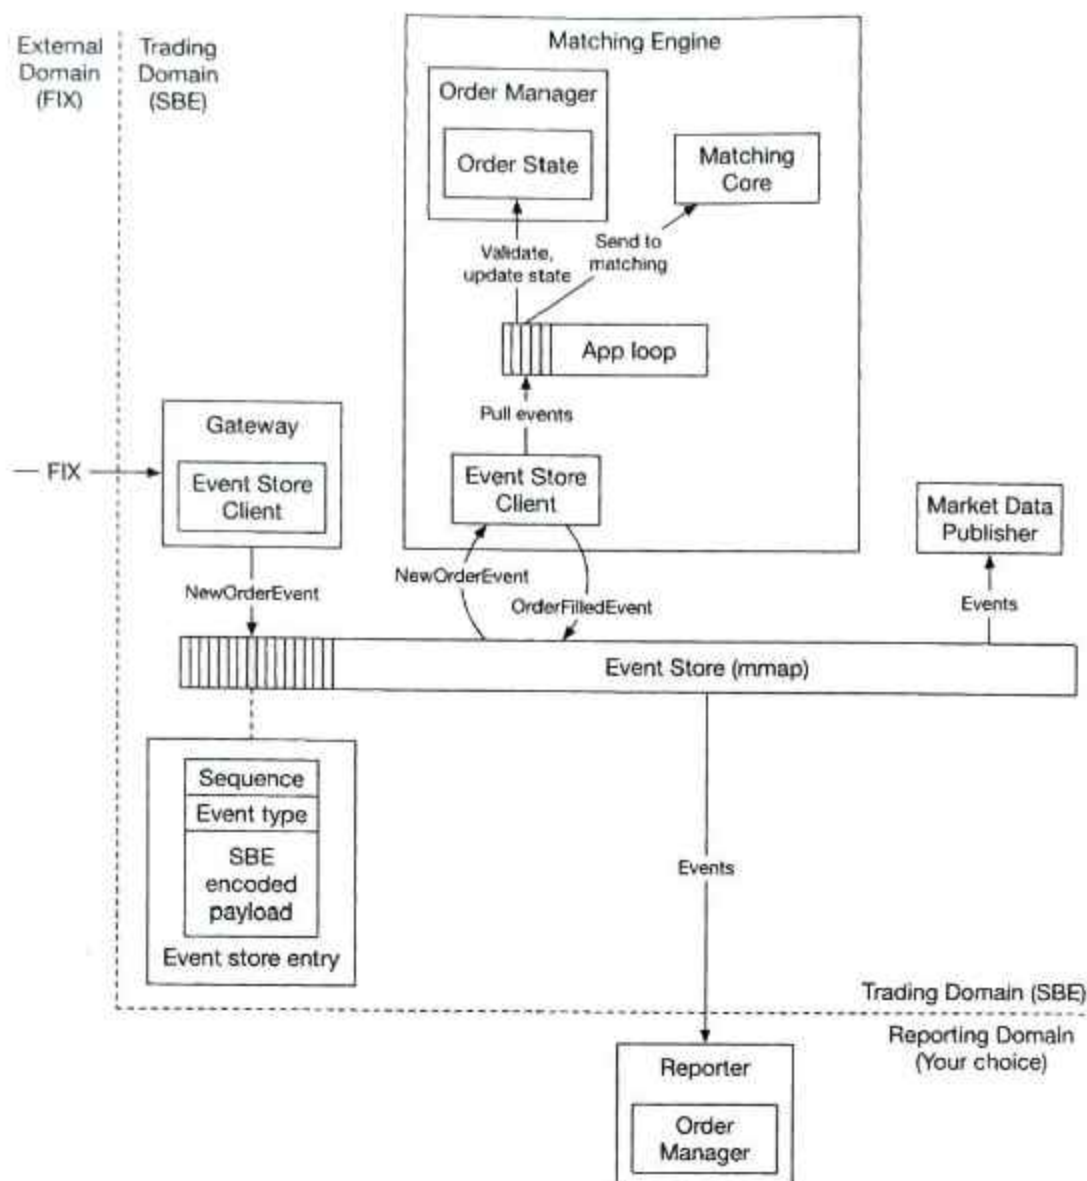 External
Domain
(FIX)
Trading
Domain
(SBE)
Matching Engine
Order Manager
Order State
Matching
Core
Validate,
update state
Send to
matching
App loop
Pull events
Gateway
Event Store
Client
FIX
Event Store
Client
Market Data
Publisher
NewOrderEvent
NewOrderEvent
OrderFilledEvent
Events
Event Store (mmap)
Sequence
Event type
SBE
encoded
payload
Event store entry
Events
Trading Domain (SBE)
Reporting Domain
(Your choice)
Reporter
Order
Manager